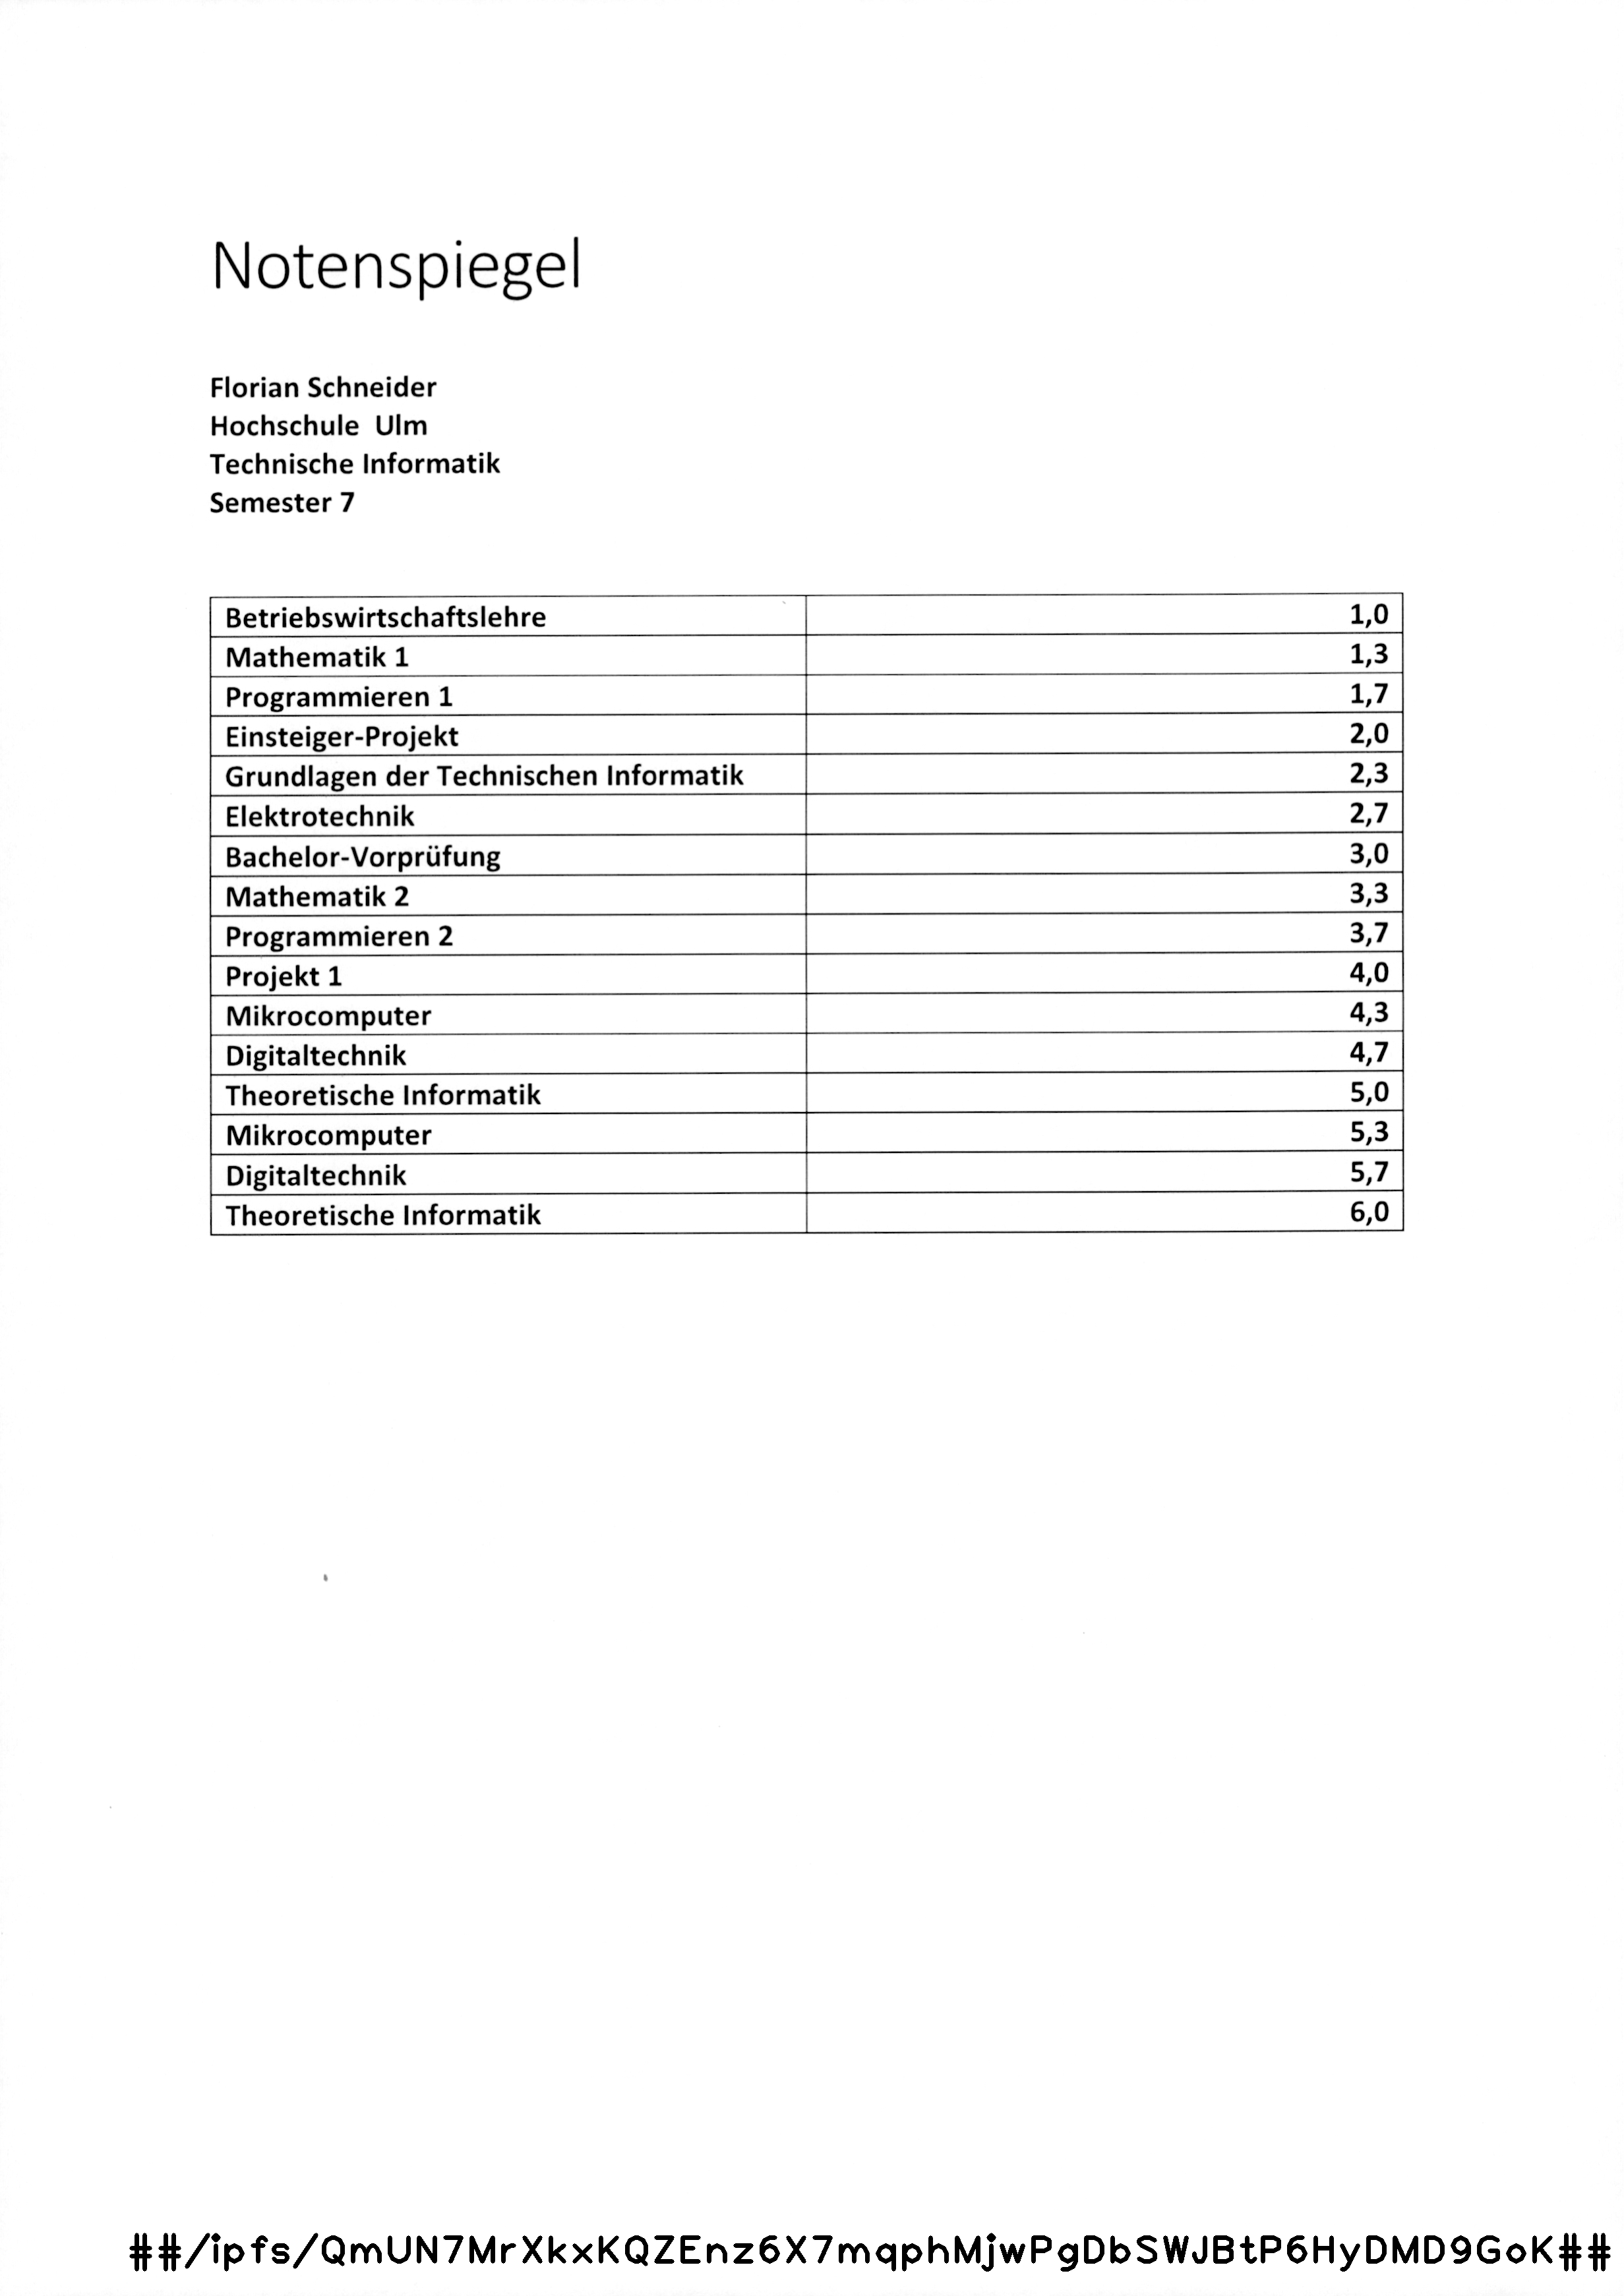 Notenspiegel
Florian Schneider
Hochschule Ulm
Technische Informatik
Semester 7
Betriebswirtschaftslehre 1,0
Mathematik 1 1,3
Programmieren 1 1,7
Einsteiger-Projekt 2,0
Grundlagen der Technischen Informatik 2,3
Elektrotechnik 2,7
Bachelor-Vorprüfung 3,0
Mathematik 2 3,3
Programmieren 2 3,7
Projekt 1 4,0
Mikrocomputer 4,3
Digitaltechnik 4,7
Theoretische Informatik 5,0
Mikrocomputer 5,3
Digitaltechnik 5,7
Theoretische Informatik 6,0
##/ipfs/QmUN7MrXkxKQZEnz6X7mqphMjwPgDbSWJBtP6HyDMD9GoK##